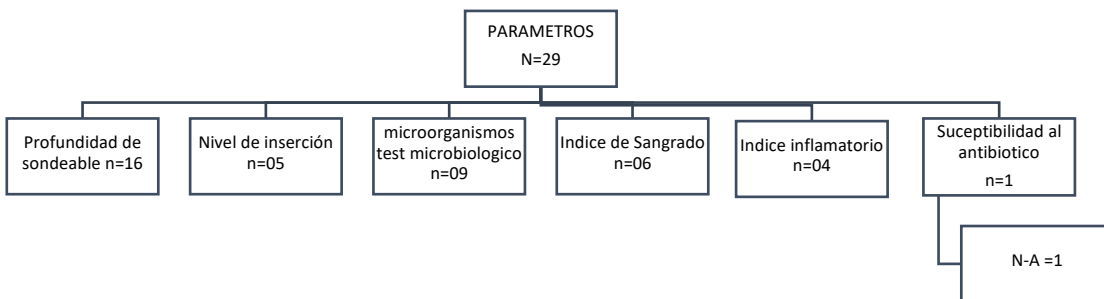 PARAMETROS
N=29
Profundidad de
sondeable n=16
Nivel de inserción
n=05
microorganismos
test microbiologico
n=09
Indice de Sangrado
n=06
Indice inflamatorio
n=04
Suceptibilidad al
antibiotico
n=1
N-A =1